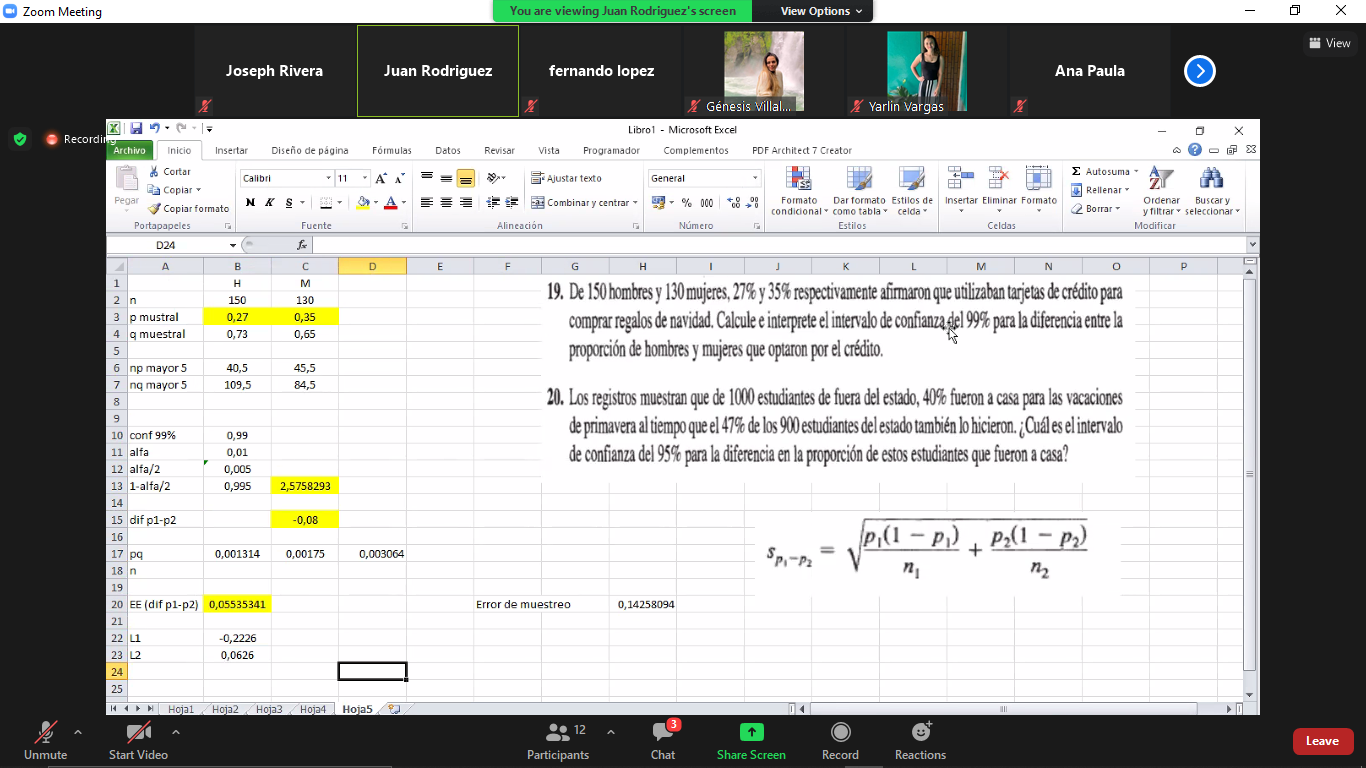 Zoom Meeting
You are viewing Juan Rodriguez's screen
View Options
Joseph Rivera
Juan Rodriguez
fernando lopez
Génesis Villal...
Yarlin Vargas
Ana Paula
View
Recording
Libro1 - Microsoft Excel
Archivo Inicio Insertar Diseño de página Fórmulas Datos Revisar Vista Programador Complementos PDF Architect 7 Creator
Pegar
Cortar
Copiar
Copiar formato
Portapapeles
Calibri 11
N K S
Fuente
Ajustar texto
Combinar y centrar
Alineación
General
% 000
Número
Formato condicional
Dar formato como tabla
Estilos de celda
Estilos
Insertar Eliminar Formato
Celdas
Autosuma
Rellenar
Borrar
Ordenar y filtrar
Buscar y seleccionar
Modificar
D24 fx
A B C D E F G H I J K L M N O P
1 H M
2 n 150 130
3 p mustral 0,27 0,35
4 q muestral 0,73 0,65
5
6 np mayor 5 40,5 45,5
7 nq mayor 5 109,5 84,5
8
9
10 conf 99% 0,99
11 alfa 0,01
12 alfa/2 0,005
13 1-alfa/2 0,995 2,5758293
14
15 dif p1-p2 -0,08
16
17 pq 0,001314 0,00175 0,003064
18 n
19
20 EE (dif p1-p2) 0,05535341 Error de muestreo 0,14258094
21
22 L1 -0,2226
23 L2 0,0626
24
25
19. De 150 hombres y 130 mujeres, 27% y 35% respectivamente afirmaron que utilizaban tarjetas de crédito para
comprar regalos de navidad. Calcule e interprete el intervalo de confianza del 99% para la diferencia entre la
proporción de hombres y mujeres que optaron por el crédito.
20. Los registros muestran que de 1000 estudiantes de fuera del estado, 40% fueron a casa para las vacaciones
de primavera al tiempo que el 47% de los 900 estudiantes del estado también lo hicieron. ¿Cuál es el intervalo
de confianza del 95% para la diferencia en la proporción de estos estudiantes que fueron a casa?
s_{p₁-p₂} = √(p₁(1 - p₁)/n₁ + p₂(1 - p₂)/n₂)
Hoja1 Hoja2 Hoja3 Hoja4 Hoja5
Unmute
Start Video
12
Participants
3
Chat
Share Screen
Record
Reactions
Leave